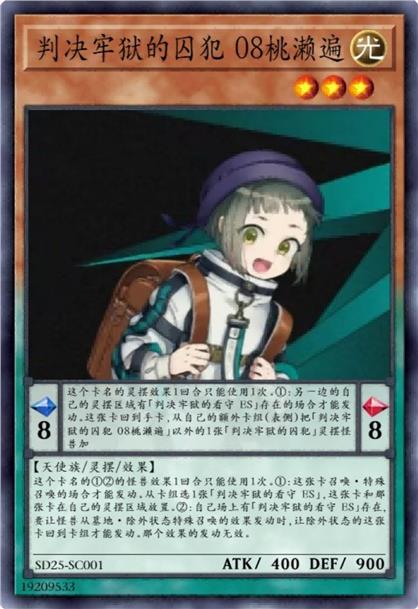 判决牢狱的囚犯 08桃濑遍
光
这个卡名的灵摆效果1回合只能使用1次。①:另一边的自
己的灵摆区域有「判决牢狱的看守 ES」存在的场合才能发
动。这张卡回到手卡,从自己的额外卡组(表侧)把「判决牢
狱的囚犯 08桃濑遍」以外的1张「判决牢狱的囚犯」灵摆怪
兽加
8
8
【天使族/灵摆/效果】
这个卡名的①②的怪兽效果1回合只能使用1次。①:这张卡召唤·特殊
召唤的场合才能发动。从卡组选1张「判决牢狱的看守 ES」,这张卡和那
张卡在自己的灵摆区域放置。②:自己场上有「判决牢狱的看守 ES」存在,
要让怪兽从墓地·除外状态特殊召唤的效果发动时,让除外状态的这张
卡回到卡组才能发动。那个效果的发动无效。
SD25-SC001
ATK/ 400 DEF/ 900
19209533